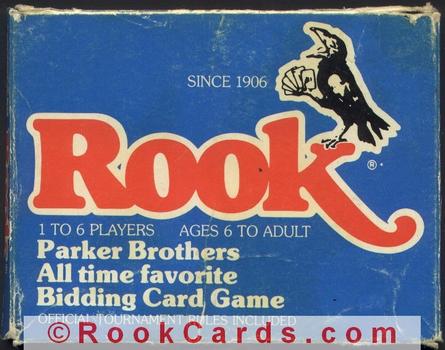 SINCE 1906
Rook®
1 TO 6 PLAYERS AGES 6 TO ADULT
Parker Brothers
All time favorite
Bidding Card Game
OFFICIAL TOURNAMENT RULES INCLUDED
©RookCards.com